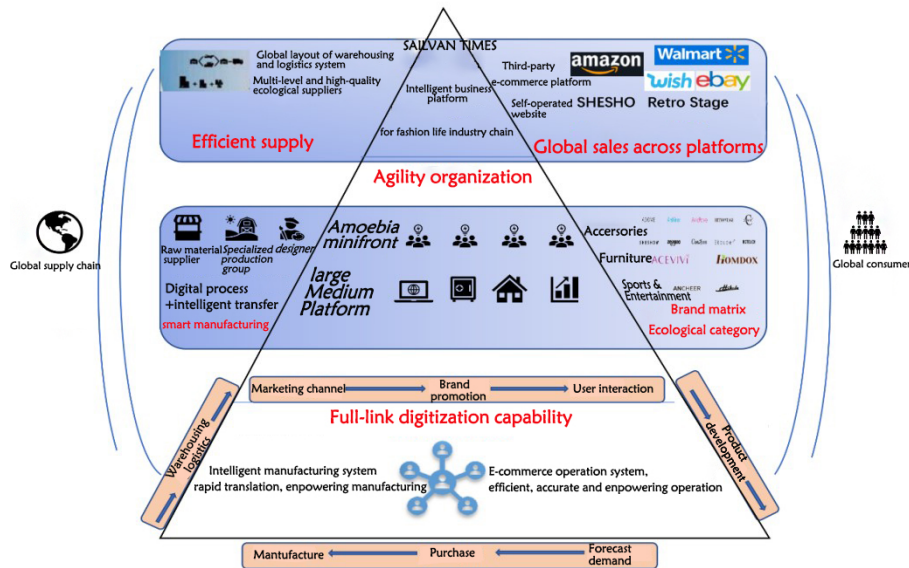 SAILVAN TIMES
Global layout of warehousing
and logistics system
Multi-level and high-quality
ecological suppliers
Efficient supply
Intelligent business
platform
for fashion life industry chain
Third-party
e-commerce platform
amazon
Walmart
wish
ebay
Self-operated
website
SHESHO
Retro Stage
Global sales across platforms
Agility organization
Global supply chain
Global consumer
Raw material
supplier
Specialized
production
group
designer
Digital process
+intelligent transfer
smart manufacturing
Amoebia
minifront
large
Medium
Platform
Accersories
Furniture
ACEVIVI
HOMDOX
Sports &
Entertainment
ANCHEER
Brand matrix
Ecological category
Marketing channel
Brand
promotion
User interaction
Full-link digitization capability
Warehousing
logistics
Product
development
Intelligent manufacturing system
rapid translation, enpowering manufacturing
E-commerce operation system,
efficient, accurate and enpowering operation
Mantufacture
Purchase
Forecast
demand